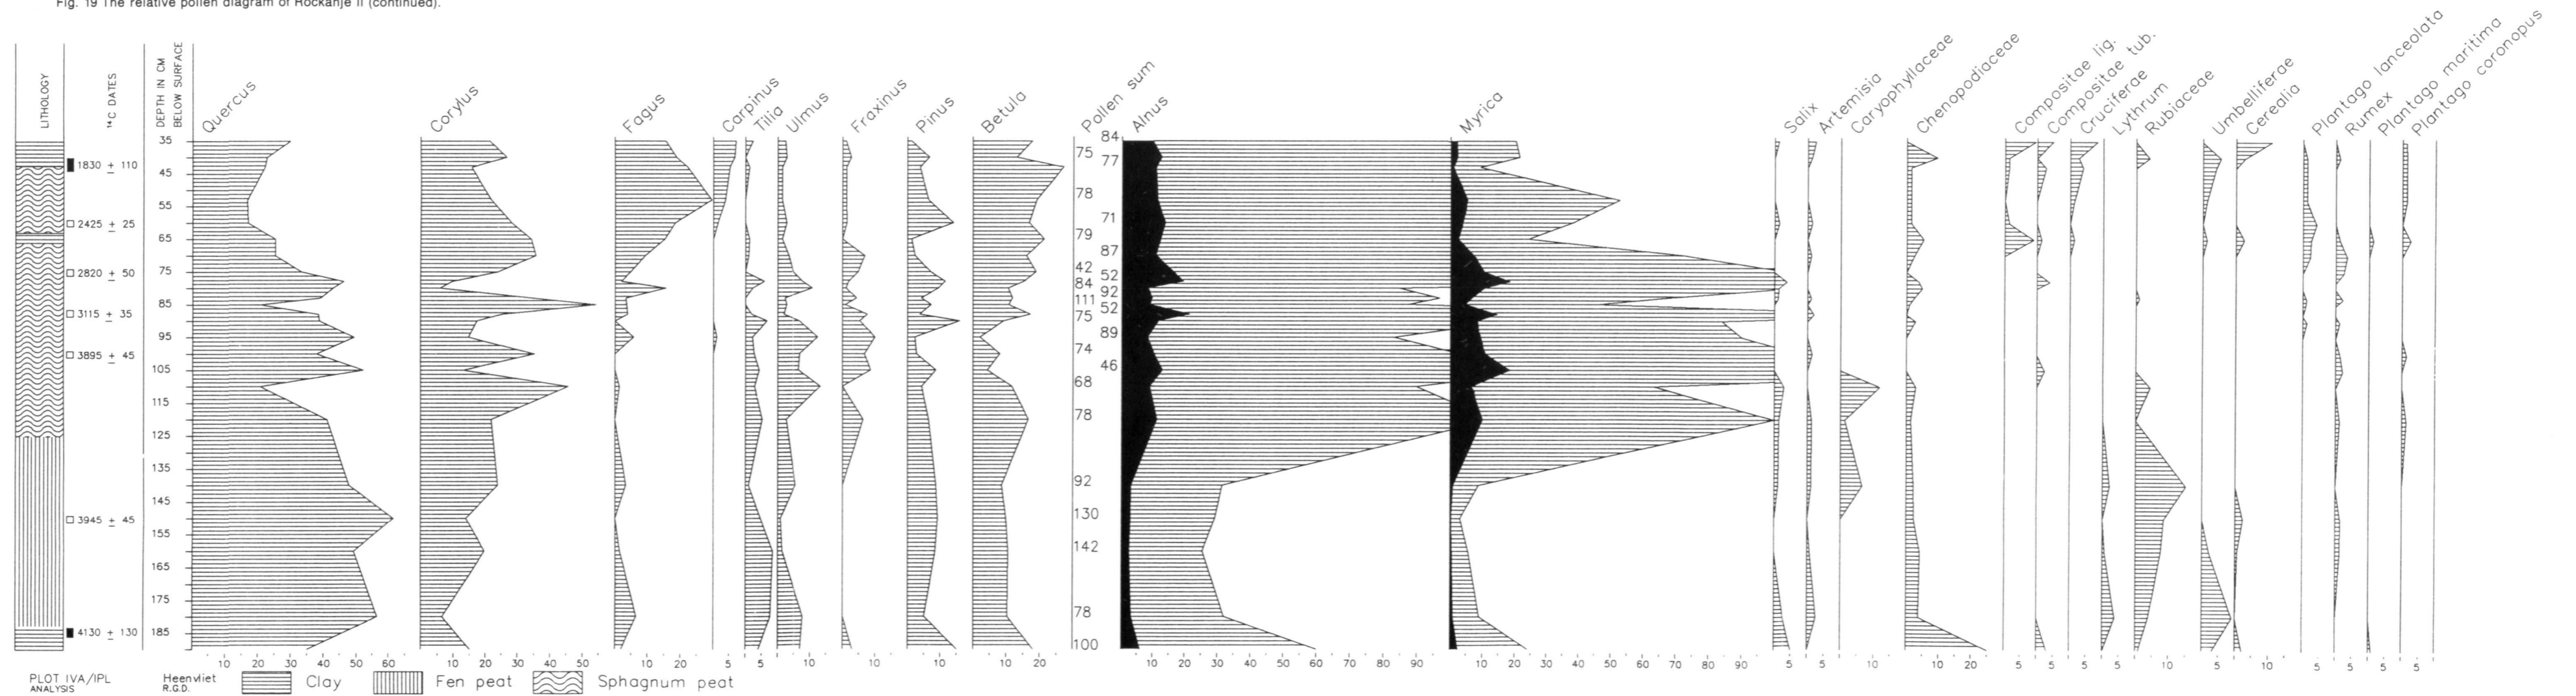 Fig. 19 The relative pollen diagram of Rockanje II (continued).
LITHOLOGY
14C DATES
DEPTH IN CM
BELOW SURFACE
Quercus
Corylus
Fagus
Carpinus
Tilia
Ulmus
Fraxinus
Pinus
Betula
Pollen sum
Alnus
Myrica
Salix
Artemisia
Caryophyllaceae
Chenopodiaceae
Compositae lig.
Compositae tub.
Cruciferae
Lythrum
Rubiaceae
Umbelliferae
Cerealia
Plantago lanceolata
Rumex
Plantago maritima
Plantago coronopus
35
45
55
65
75
85
95
105
115
125
135
145
155
165
175
185
1830 ± 110
2425 ± 25
2820 ± 50
3115 ± 35
3895 ± 45
3945 ± 45
4130 ± 130
84
75
77
78
71
79
87
42
52
84
92
111
52
75
89
74
46
68
78
92
130
142
78
100
10 20 30 40 50 60 10 20 30 40 50 10 20 5 5 10 10 10 10 20 10 20 30 40 50 60 70 80 90 10 20 30 40 50 60 70 80 90 5 5 5 10 20 5 5 5 5 10 5 10 5 5 5 5
PLOT IVA/IPL
ANALYSIS
Heenvliet
R.G.D.
Clay
Fen peat
Sphagnum peat